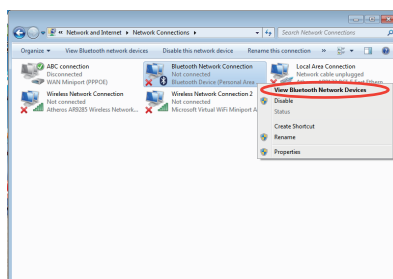 « Network and Internet ▸ Network Connections ▸
Search Network Connections
Organize ▾ View Bluetooth network devices Disable this network device Rename this connection »
ABC connection
Disconnected
WAN Miniport (PPPOE)
Bluetooth Network Connection
Not connected
Bluetooth Device (Personal Area...
Local Area Connection
Network cable unplugged
Wireless Network Connection
Not connected
Atheros AR9285 Wireless Network...
Wireless Network Connection 2
Not connected
Microsoft Virtual WiFi Miniport A
View Bluetooth Network Devices
Disable
Status
Create Shortcut
Rename
Properties